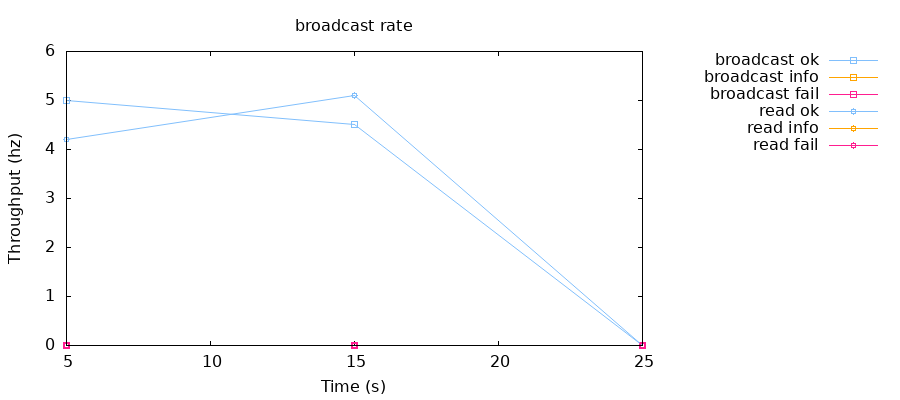 broadcast rate
6
5
4
3
2
1
0
5
10
15
20
25
Throughput (hz)
Time (s)
broadcast ok
broadcast info
broadcast fail
read ok
read info
read fail